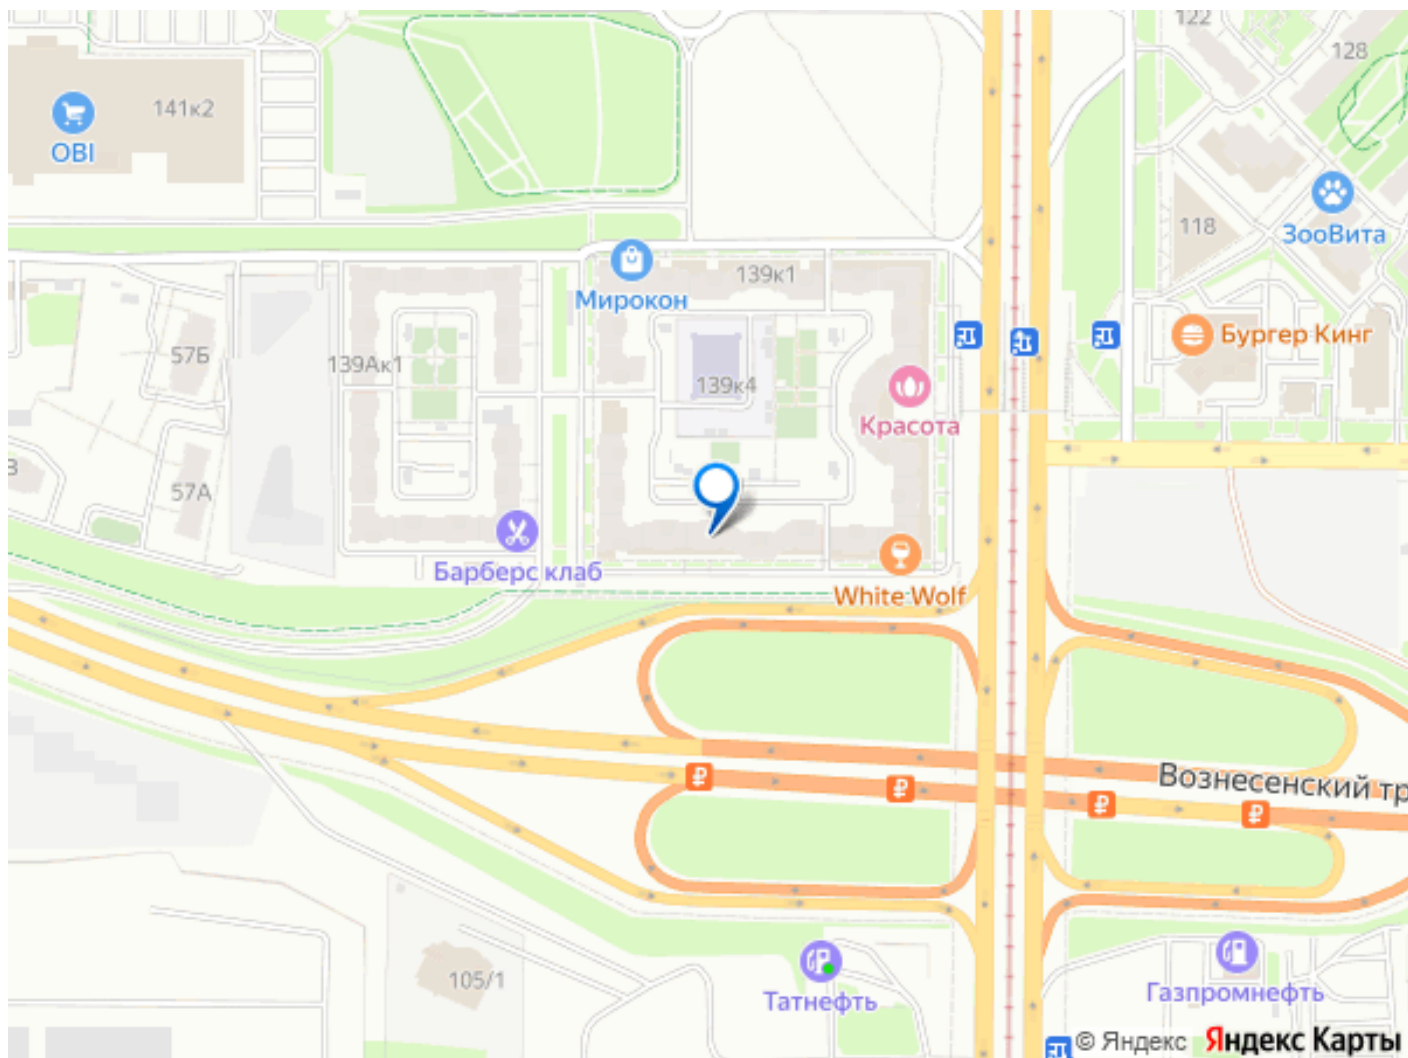 122
128
141к2
OBI
118
ЗооВита
139к1
Мирокон
Бургер Кинг
57Б
139Ак1
139к4
Красота
57А
Барберс клаб
White Wolf
Вознесенский тр
₽
₽
₽
₽
105/1
Татнефть
Газпромнефть
© Яндекс Яндекс Карты